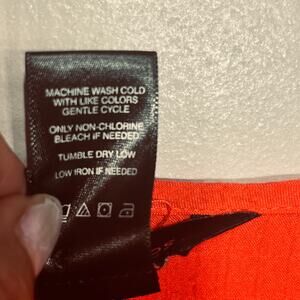 MACHINE WASH COLD
WITH LIKE COLORS
GENTLE CYCLE
ONLY NON-CHLORINE
BLEACH IF NEEDED
TUMBLE DRY LOW
LOW IRON IF NEEDED